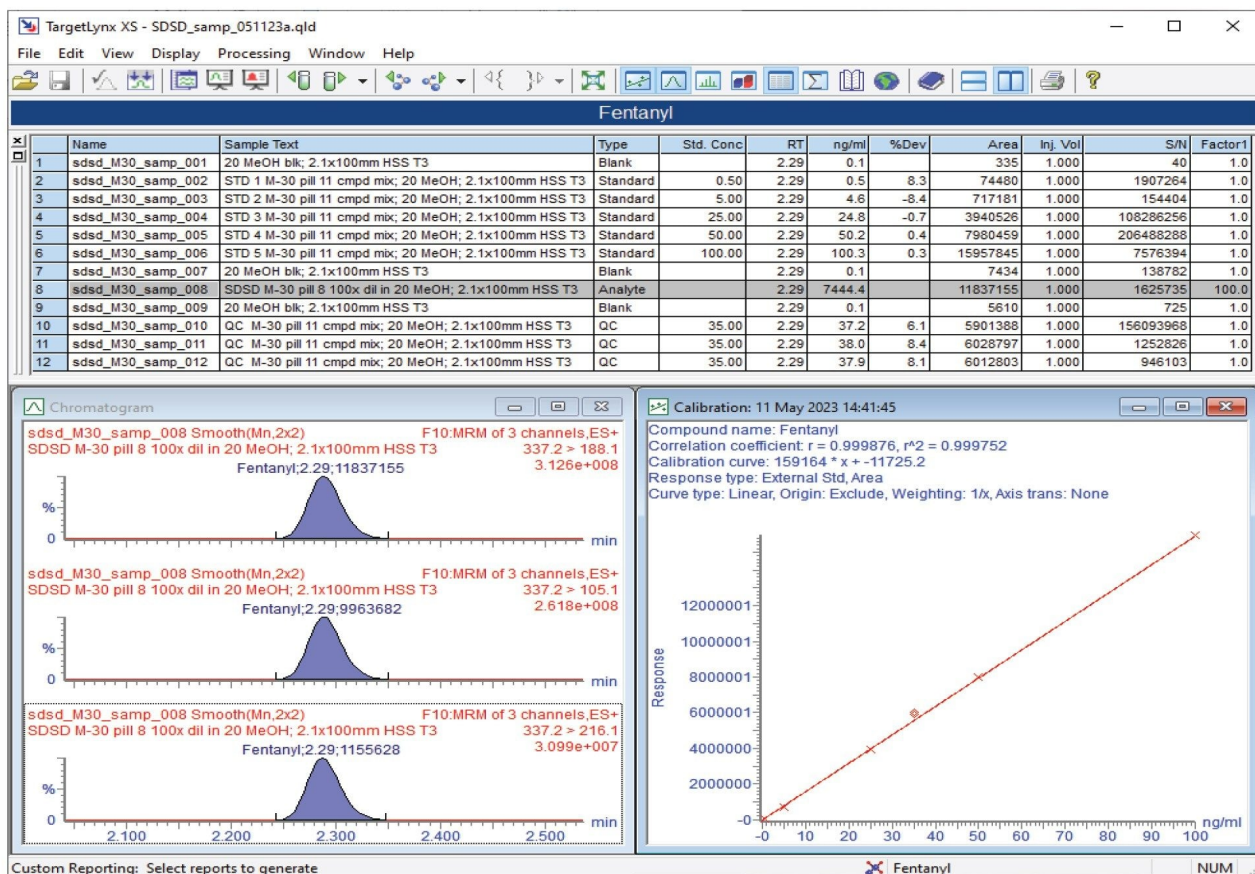 TargetLynx XS - SDSD_samp_051123a.qld
File Edit View Display Processing Window Help
Fentanyl
Name Sample Text Type Std. Conc RT ng/ml %Dev Area Inj. Vol S/N Factor1
1 sdsd_M30_samp_001 20 MeOH blk; 2.1x100mm HSS T3 Blank 2.29 0.1 335 1.000 40 1.0
2 sdsd_M30_samp_002 STD 1 M-30 pill 11 cmpd mix; 20 MeOH; 2.1x100mm HSS T3 Standard 0.50 2.29 0.5 8.3 74480 1.000 1907264 1.0
3 sdsd_M30_samp_003 STD 2 M-30 pill 11 cmpd mix; 20 MeOH; 2.1x100mm HSS T3 Standard 5.00 2.29 4.6 -8.4 717181 1.000 154404 1.0
4 sdsd_M30_samp_004 STD 3 M-30 pill 11 cmpd mix; 20 MeOH; 2.1x100mm HSS T3 Standard 25.00 2.29 24.8 -0.7 3940526 1.000 108286256 1.0
5 sdsd_M30_samp_005 STD 4 M-30 pill 11 cmpd mix; 20 MeOH; 2.1x100mm HSS T3 Standard 50.00 2.29 50.2 0.4 7980459 1.000 206488288 1.0
6 sdsd_M30_samp_006 STD 5 M-30 pill 11 cmpd mix; 20 MeOH; 2.1x100mm HSS T3 Standard 100.00 2.29 100.3 0.3 15957845 1.000 7576394 1.0
7 sdsd_M30_samp_007 20 MeOH blk; 2.1x100mm HSS T3 Blank 2.29 0.1 7434 1.000 138782 1.0
8 sdsd_M30_samp_008 SDSD M-30 pill 8 100x dil in 20 MeOH; 2.1x100mm HSS T3 Analyte 2.29 7444.4 11837155 1.000 1625735 100.0
9 sdsd_M30_samp_009 20 MeOH blk; 2.1x100mm HSS T3 Blank 2.29 0.1 5610 1.000 725 1.0
10 sdsd_M30_samp_010 QC M-30 pill 11 cmpd mix; 20 MeOH; 2.1x100mm HSS T3 QC 35.00 2.29 37.2 6.1 5901388 1.000 156093968 1.0
11 sdsd_M30_samp_011 QC M-30 pill 11 cmpd mix; 20 MeOH; 2.1x100mm HSS T3 QC 35.00 2.29 38.0 8.4 6028797 1.000 1252826 1.0
12 sdsd_M30_samp_012 QC M-30 pill 11 cmpd mix; 20 MeOH; 2.1x100mm HSS T3 QC 35.00 2.29 37.9 8.1 6012803 1.000 946103 1.0
Chromatogram
sdsd_M30_samp_008 Smooth(Mn,2x2) F10:MRM of 3 channels,ES+
SDSD M-30 pill 8 100x dil in 20 MeOH; 2.1x100mm HSS T3 337.2 > 188.1
Fentanyl;2.29;11837155 3.126e+008
%
0
min
sdsd_M30_samp_008 Smooth(Mn,2x2) F10:MRM of 3 channels,ES+
SDSD M-30 pill 8 100x dil in 20 MeOH; 2.1x100mm HSS T3 337.2 > 105.1
Fentanyl;2.29;9963682 2.618e+008
%
0
min
sdsd_M30_samp_008 Smooth(Mn,2x2) F10:MRM of 3 channels,ES+
SDSD M-30 pill 8 100x dil in 20 MeOH; 2.1x100mm HSS T3 337.2 > 216.1
Fentanyl;2.29;1155628 3.099e+007
%
0
min
2.100 2.200 2.300 2.400 2.500
Calibration: 11 May 2023 14:41:45
Compound name: Fentanyl
Correlation coefficient: r = 0.999876, r^2 = 0.999752
Calibration curve: 159164 * x + -11725.2
Response type: External Std, Area
Curve type: Linear, Origin: Exclude, Weighting: 1/x, Axis trans: None
12000001
10000001
8000001
6000001
4000000
2000000
-0
Response
-0 10 20 30 40 50 60 70 80 90 100
ng/ml
Custom Reporting: Select reports to generate Fentanyl NUM